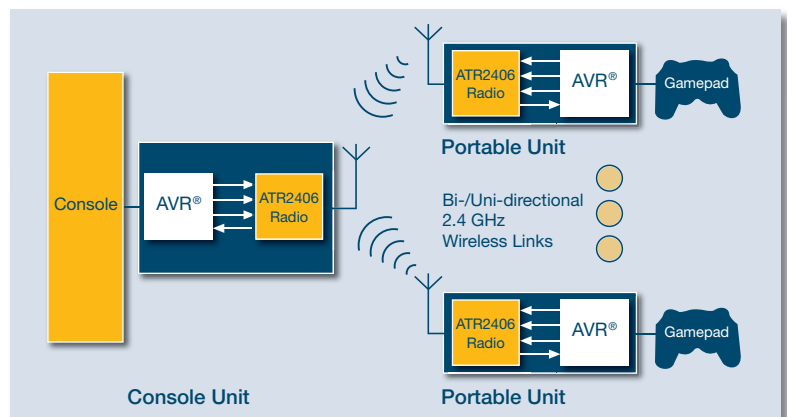 Console
AVR®
ATR2406
Radio
Console Unit
ATR2406
Radio
AVR®
Gamepad
Portable Unit
Bi-/Uni-directional
2.4 GHz
Wireless Links
ATR2406
Radio
AVR®
Gamepad
Portable Unit